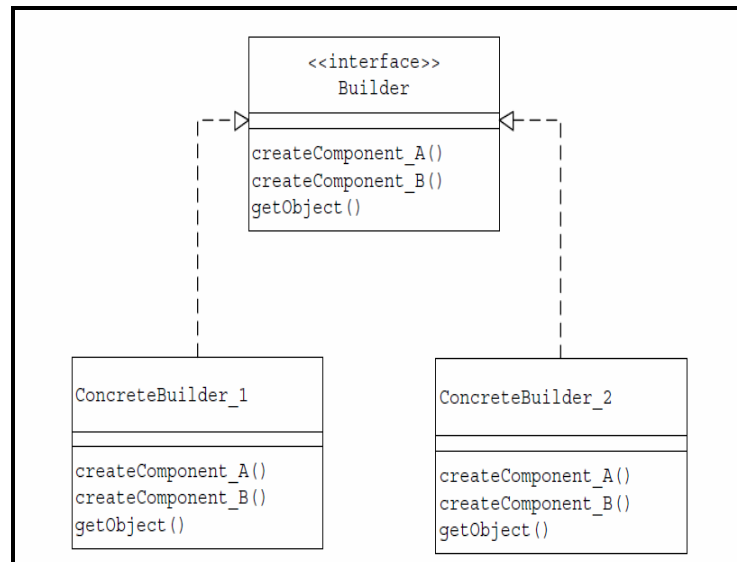 <<interface>>
Builder
createComponent_A()
createComponent_B()
getObject()
ConcreteBuilder_1
createComponent_A()
createComponent_B()
getObject()
ConcreteBuilder_2
createComponent_A()
createComponent_B()
getObject()